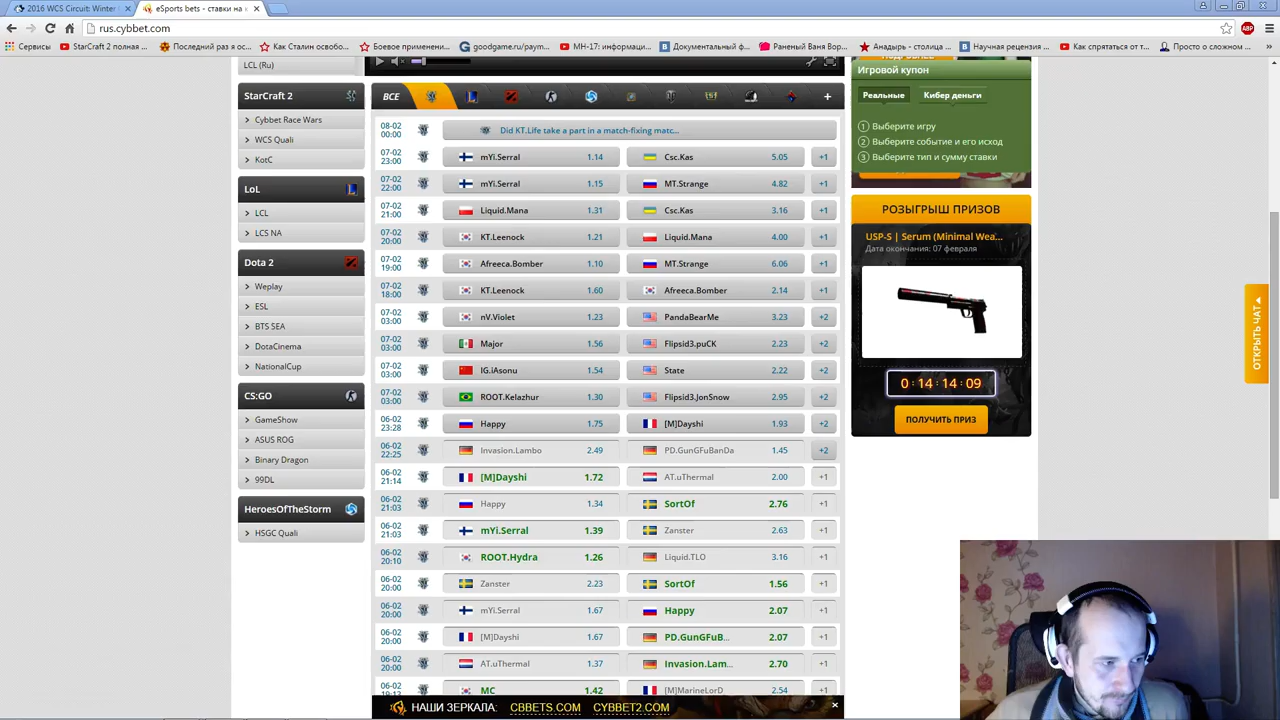 2016 WCS Circuit: Winter
eSports bets - ставки на к
rus.cybbet.com
Сервисы
StarCraft 2 полная ...
Последний раз я ос...
Как Сталин освобо...
Боевое применени...
goodgame.ru/paym...
МН-17: информаци...
Документальный ф...
Раненый Ваня Вор...
Анадырь - столица ...
Научная рецензия ...
Как спрятаться от т...
Просто о сложном
ABP
LCL (Ru)
StarCraft 2
Cybbet Race Wars
WCS Quali
KotC
LoL
LCL
LCS NA
Dota 2
Weplay
ESL
BTS SEA
DotaCinema
NationalCup
CS:GO
GameShow
ASUS ROG
Binary Dragon
99DL
HeroesOfTheStorm
HSGC Quali
ВСЕ +
08-02 00:00 Did KT.Life take a part in a match-fixing matc...
07-02 23:00 mYi.Serral 1.14 Csc.Kas 5.05 +1
07-02 22:00 mYi.Serral 1.15 MT.Strange 4.82 +1
07-02 21:00 Liquid.Mana 1.31 Csc.Kas 3.16 +1
07-02 20:00 KT.Leenock 1.21 Liquid.Mana 4.00 +1
07-02 19:00 Afreeca.Bomber 1.10 MT.Strange 6.06 +1
07-02 18:00 KT.Leenock 1.60 Afreeca.Bomber 2.14 +1
07-02 03:00 nV.Violet 1.23 PandaBearMe 3.23 +2
07-02 03:00 Major 1.56 Flipsid3.puCK 2.23 +2
07-02 03:00 IG.iAsonu 1.54 State 2.22 +2
07-02 03:00 ROOT.Kelazhur 1.30 Flipsid3.JonSnow 2.95 +2
06-02 23:28 Happy 1.75 [M]Dayshi 1.93 +2
06-02 22:25 Invasion.Lambo 2.49 PD.GunGFuBanDa 1.45 +2
06-02 21:14 [M]Dayshi 1.72 AT.uThermal 2.00 +1
06-02 21:03 Happy 1.34 SortOf 2.76 +1
06-02 21:03 mYi.Serral 1.39 Zanster 2.63 +1
06-02 20:10 ROOT.Hydra 1.26 Liquid.TLO 3.16 +1
06-02 20:00 Zanster 2.23 SortOf 1.56 +1
06-02 20:00 mYi.Serral 1.67 Happy 2.07 +1
06-02 20:00 [M]Dayshi 1.67 PD.GunGFuB... 2.07 +1
06-02 20:00 AT.uThermal 1.37 Invasion.Lam... 2.70 +1
06-02 19:13 MC 1.42 [M]MarineLorD 2.54 +1
НАШИ ЗЕРКАЛА: CBBETS.COM CYBBET2.COM
Игровой купон
Реальные Кибер деньги
1 Выберите игру
2 Выберите событие и его исход
3 Выберите тип и сумму ставки
РОЗЫГРЫШ ПРИЗОВ
USP-S | Serum (Minimal Wea...
Дата окончания: 07 февраля
0 : 14 : 14 : 09
ПОЛУЧИТЬ ПРИЗ
ОТКРЫТЬ ЧАТ